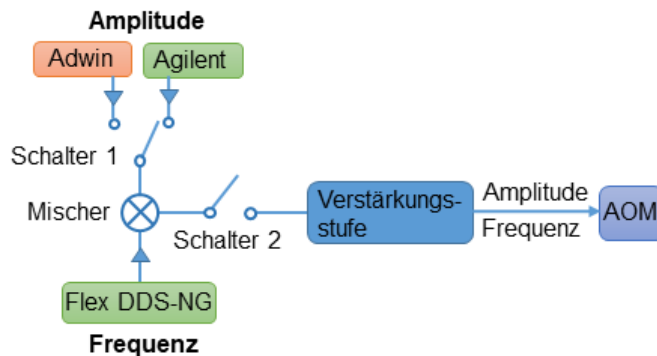 Amplitude
Adwin
Agilent
Schalter 1
Mischer
Schalter 2
Verstärkungs-
stufe
Amplitude
Frequenz
AOM
Flex DDS-NG
Frequenz